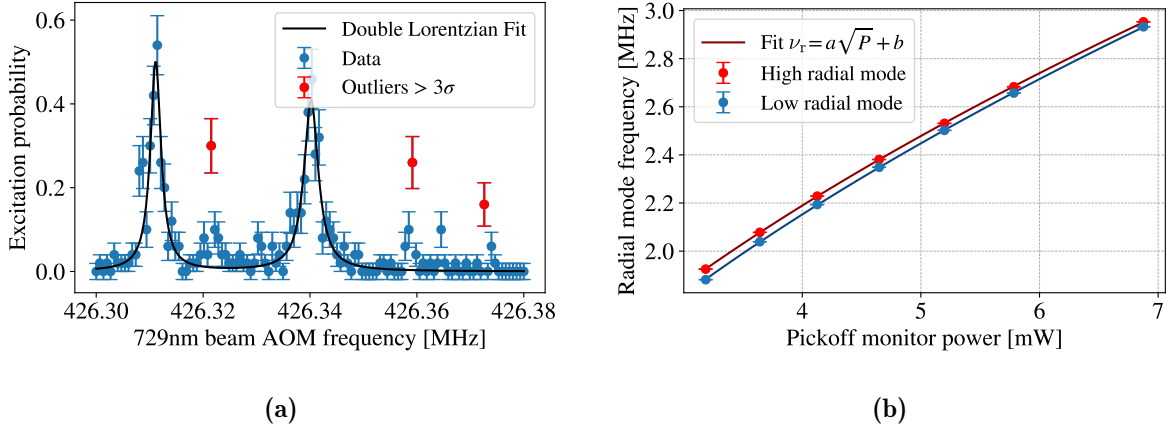 Excitation probability
0.6
0.4
0.2
0.0
Double Lorentzian Fit
Data
Outliers > 3σ
426.30 426.32 426.34 426.36 426.38
729nm beam AOM frequency [MHz]
(a)
Radial mode frequency [MHz]
3.0
2.8
2.6
2.4
2.2
2.0
Fit νr = a√P + b
High radial mode
Low radial mode
4 5 6 7
Pickoff monitor power [mW]
(b)